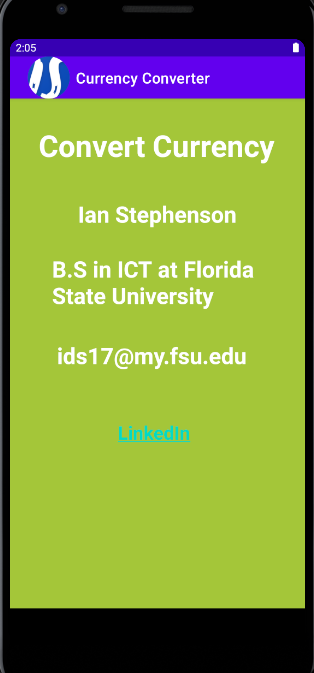 2:05
Currency Converter
Convert Currency
Ian Stephenson
B.S in ICT at Florida
State University
ids17@my.fsu.edu
LinkedIn